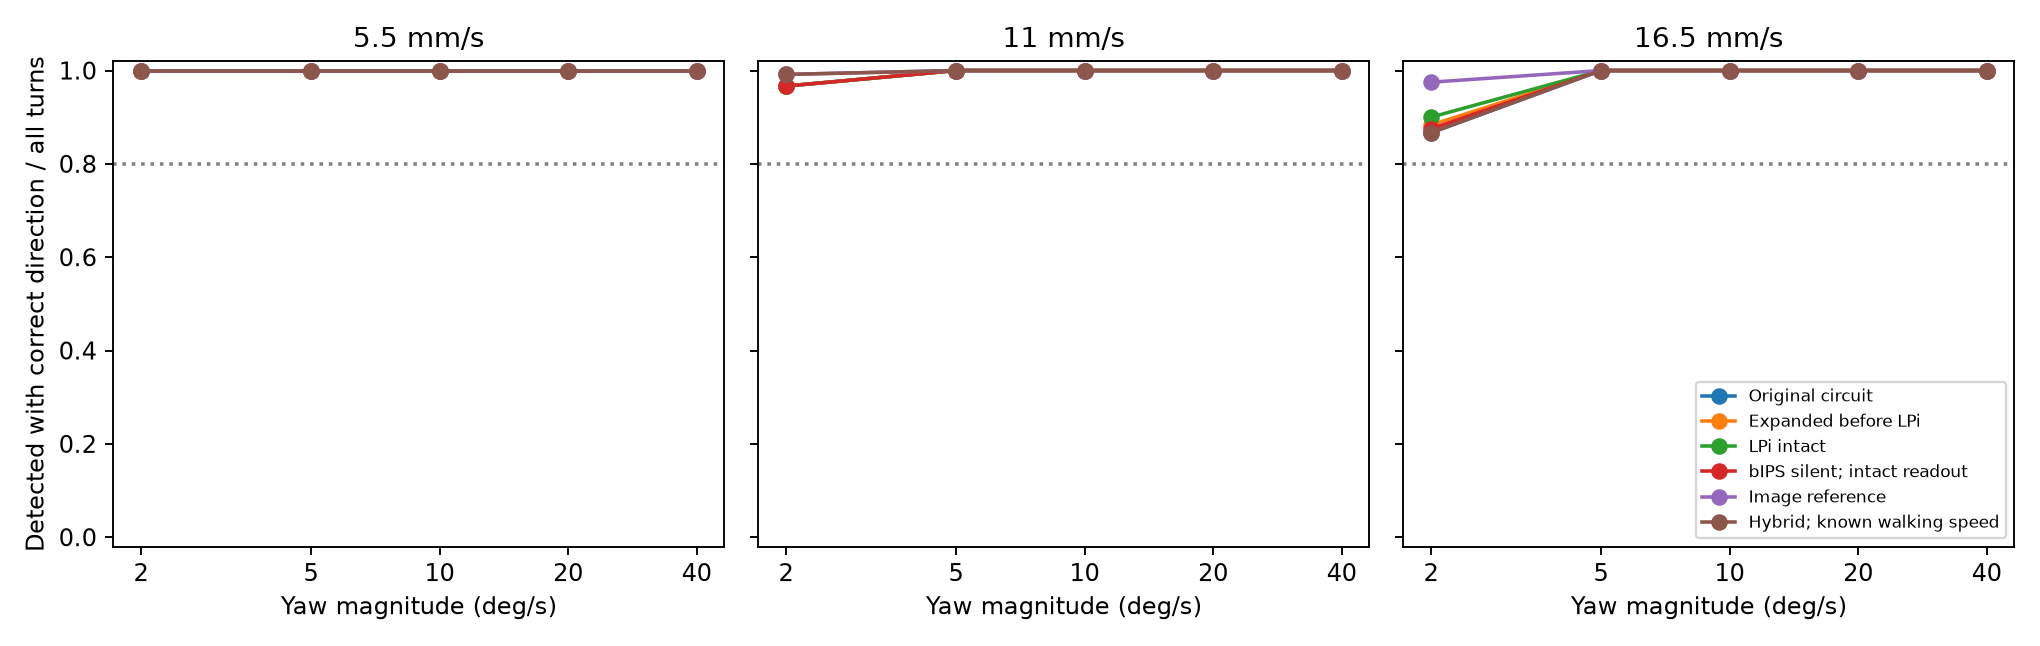 5.5 mm/s
11 mm/s
16.5 mm/s
Detected with correct direction / all turns
1.0
0.8
0.6
0.4
0.2
0.0
2 5 10 20 40
2 5 10 20 40
2 5 10 20 40
Yaw magnitude (deg/s)
Yaw magnitude (deg/s)
Yaw magnitude (deg/s)
Original circuit
Expanded before LPi
LPi intact
bIPS silent; intact readout
Image reference
Hybrid; known walking speed